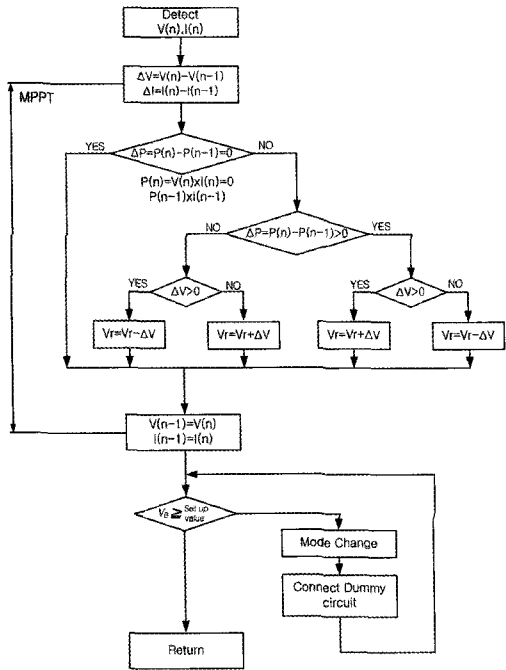 Detect
V(n),I(n)
ΔV=V(n)-V(n-1)
ΔI=I(n)-I(n-1)
MPPT
YES
ΔP=P(n)-P(n-1)=0
NO
P(n)=V(n)xI(n)=0
P(n-1)xI(n-1)
NO
ΔP=P(n)-P(n-1)>0
YES
YES
ΔV>0
NO
YES
ΔV>0
NO
Vr=Vr-ΔV
Vr=Vr+ΔV
Vr=Vr+ΔV
Vr=Vr-ΔV
V(n-1)=V(n)
I(n-1)=I(n)
VB≧ Set up
value
Mode Change
Connect Dummy
circuit
Return